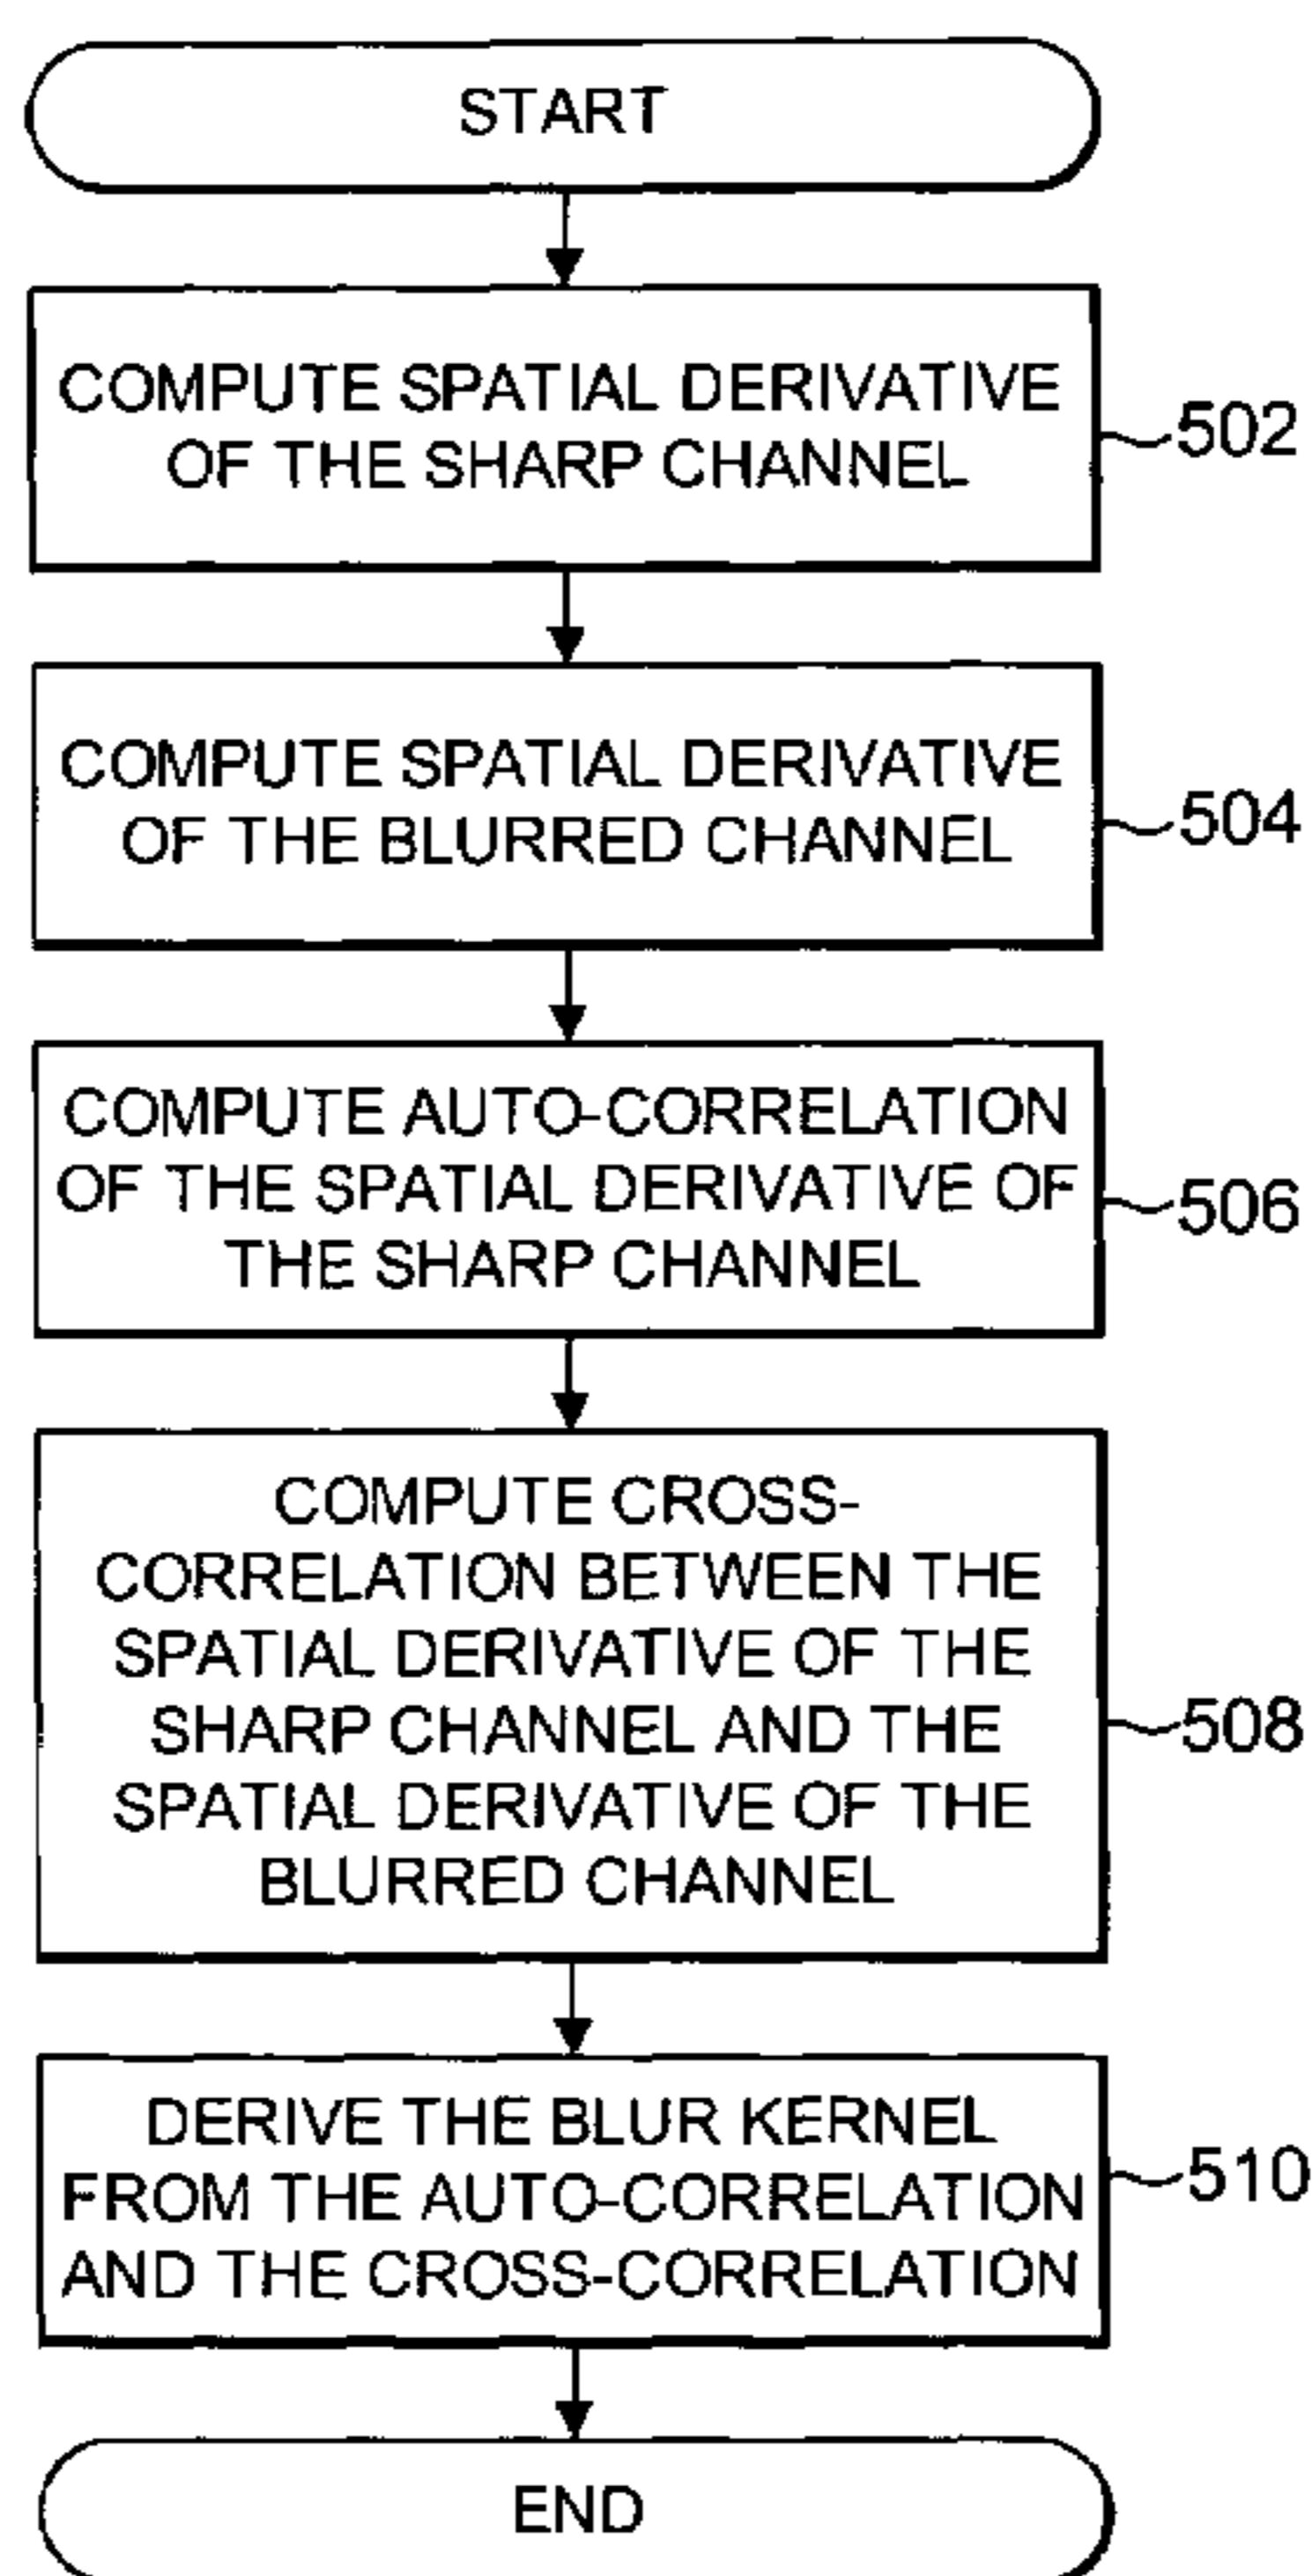 START
COMPUTE SPATIAL DERIVATIVE
OF THE SHARP CHANNEL
502
COMPUTE SPATIAL DERIVATIVE
OF THE BLURRED CHANNEL
504
COMPUTE AUTO-CORRELATION
OF THE SPATIAL DERIVATIVE OF
THE SHARP CHANNEL
506
COMPUTE CROSS-
CORRELATION BETWEEN THE
SPATIAL DERIVATIVE OF THE
SHARP CHANNEL AND THE
SPATIAL DERIVATIVE OF THE
BLURRED CHANNEL
508
DERIVE THE BLUR KERNEL
FROM THE AUTO-CORRELATION
AND THE CROSS-CORRELATION
510
END